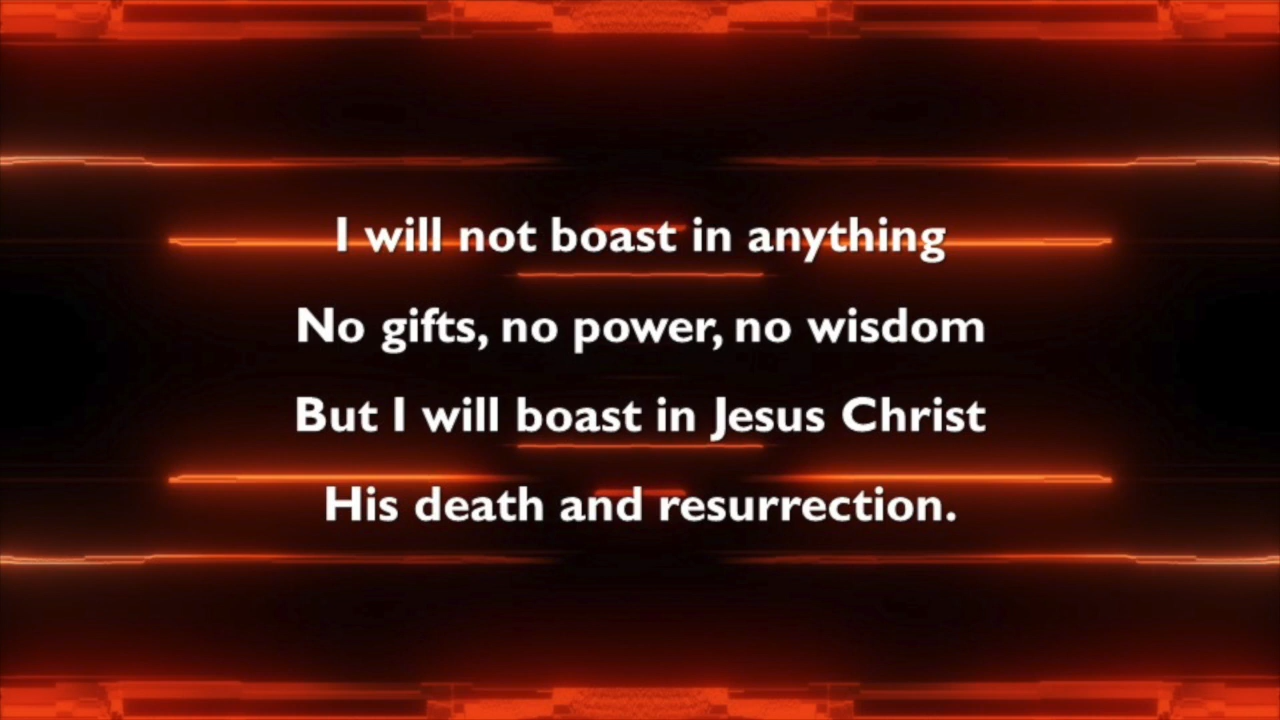 I will not boast in anything
No gifts, no power, no wisdom
But I will boast in Jesus Christ
His death and resurrection.